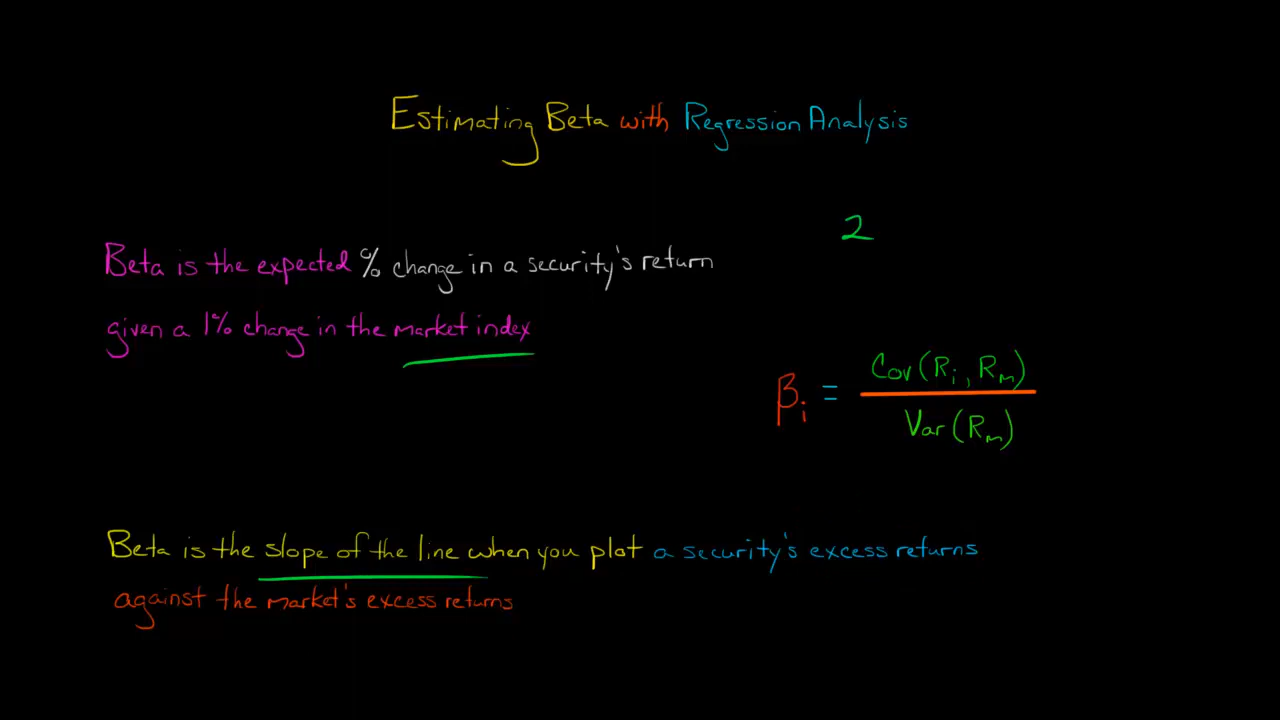 Estimating Beta with Regression Analysis
2
Beta is the expected % change in a security's return
given a 1% change in the market index
βi = Cov(Ri, Rm)
Var(Rm)
Beta is the slope of the line when you plot a security's excess returns
against the market's excess returns